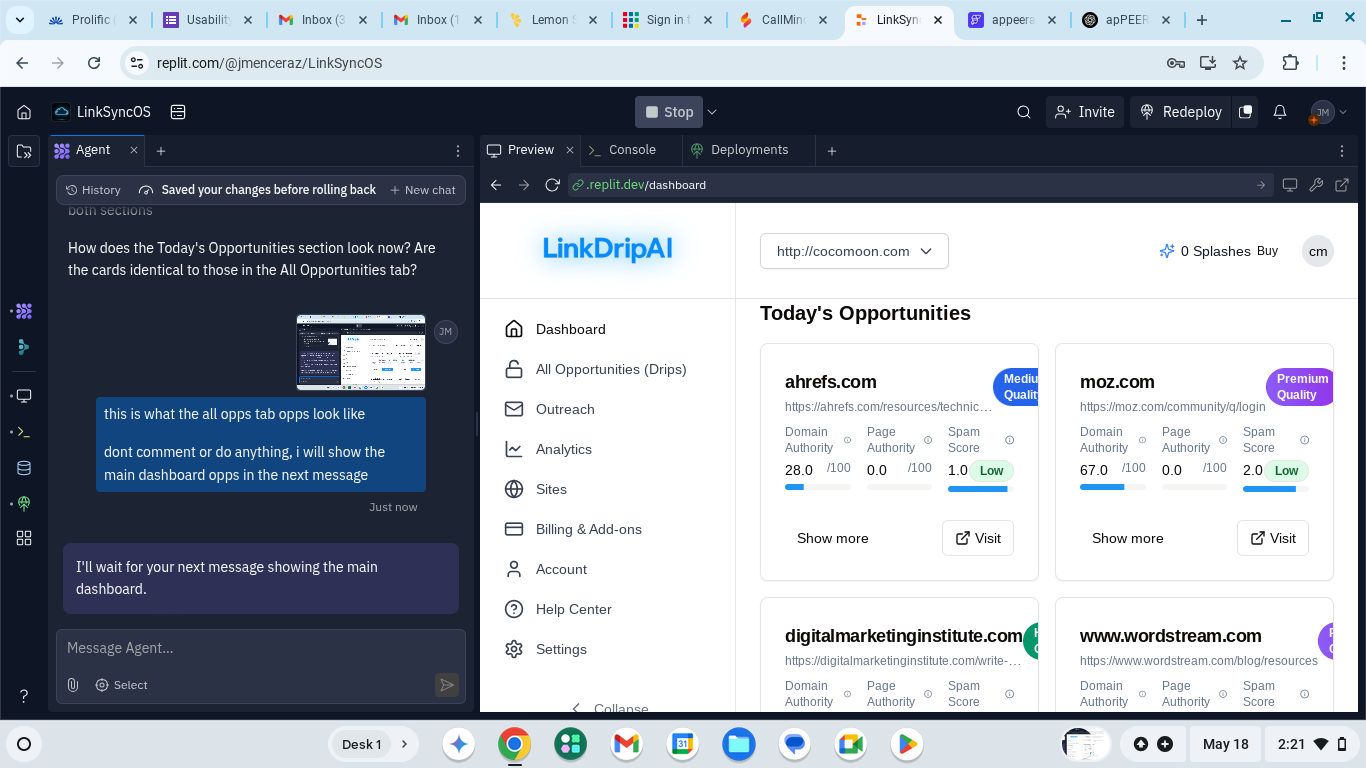 Prolific (
Usability
Inbox (3
Inbox (1
Lemon S
Sign in t
CallMind
LinkSyn
appeera
apPEER
replit.com/@jmenceraz/LinkSyncOS
LinkSyncOS
Stop
Invite
Redeploy
JM
Agent
Preview
Console
Deployments
History
Saved your changes before rolling back
New chat
.replit.dev/dashboard
both sections
How does the Today's Opportunities section look now? Are
the cards identical to those in the All Opportunities tab?
JM
this is what the all opps tab opps look like
dont comment or do anything, i will show the
main dashboard opps in the next message
Just now
I'll wait for your next message showing the main
dashboard.
Message Agent...
Select
?
LinkDripAI
http://cocomoon.com
0 Splashes
Buy
cm
Dashboard
All Opportunities (Drips)
Outreach
Analytics
Sites
Billing & Add-ons
Account
Help Center
Settings
Collapse
Today's Opportunities
ahrefs.com
Mediu
Quality
https://ahrefs.com/resources/technic...
Domain
Authority
Page
Authority
Spam
Score
28.0
/100
0.0
/100
1.0
Low
Show more
Visit
moz.com
Premium
Quality
https://moz.com/community/q/login
Domain
Authority
Page
Authority
Spam
Score
67.0
/100
0.0
/100
2.0
Low
Show more
Visit
digitalmarketinginstitute.com
https://digitalmarketinginstitute.com/write-...
Domain
Authority
Page
Authority
Spam
Score
www.wordstream.com
https://www.wordstream.com/blog/resources
Domain
Authority
Page
Authority
Spam
Score
Desk 1
31
May 18
2:21